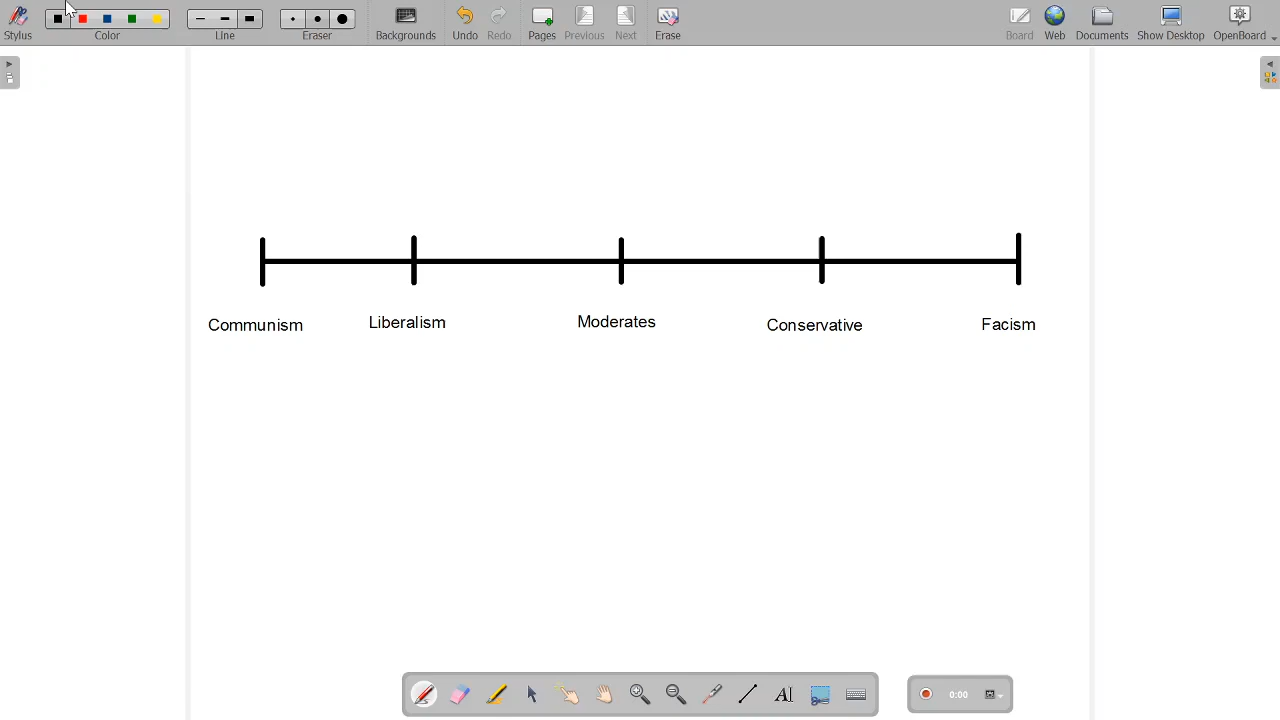 Stylus Color Line Eraser Backgrounds Undo Redo Pages Previous Next Erase Board Web Documents Show Desktop OpenBoard
Communism Liberalism Moderates Conservative Facism
0:00